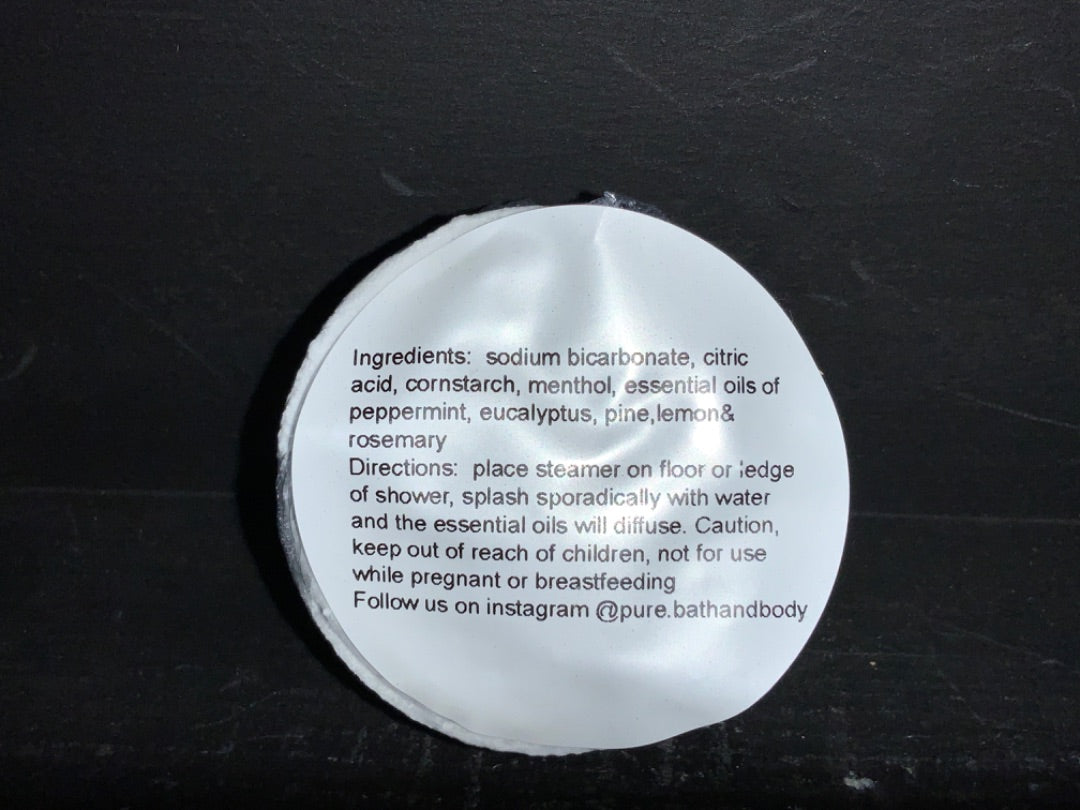 Ingredients: sodium bicarbonate, citric
acid, cornstarch, menthol, essential oils of
peppermint, eucalyptus, pine,lemon&
rosemary
Directions: place steamer on floor or ledge
of shower, splash sporadically with water
and the essential oils will diffuse. Caution,
keep out of reach of children, not for use
while pregnant or breastfeeding
Follow us on instagram @pure.bathandbody